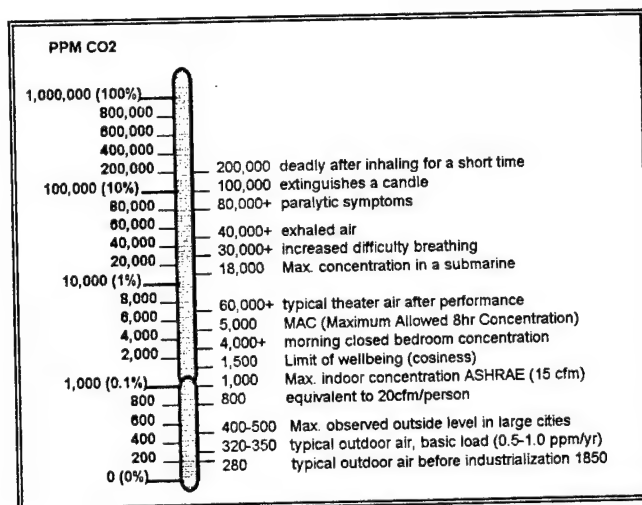 PPM CO2
1,000,000 (100%)
800,000
600,000
400,000
200,000 200,000 deadly after inhaling for a short time
100,000 (10%) 100,000 extinguishes a candle
80,000 80,000+ paralytic symptoms
60,000
40,000+ exhaled air
40,000
30,000+ increased difficulty breathing
20,000 18,000 Max. concentration in a submarine
10,000 (1%)
8,000 60,000+ typical theater air after performance
6,000 5,000 MAC (Maximum Allowed 8hr Concentration)
4,000 4,000+ morning closed bedroom concentration
2,000 1,500 Limit of wellbeing (cosiness)
1,000 (0.1%) 1,000 Max. indoor concentration ASHRAE (15 cfm)
800 800 equivalent to 20cfm/person
600 400-500 Max. observed outside level in large cities
400 320-350 typical outdoor air, basic load (0.5-1.0 ppm/yr)
200 280 typical outdoor air before industrialization 1850
0 (0%)